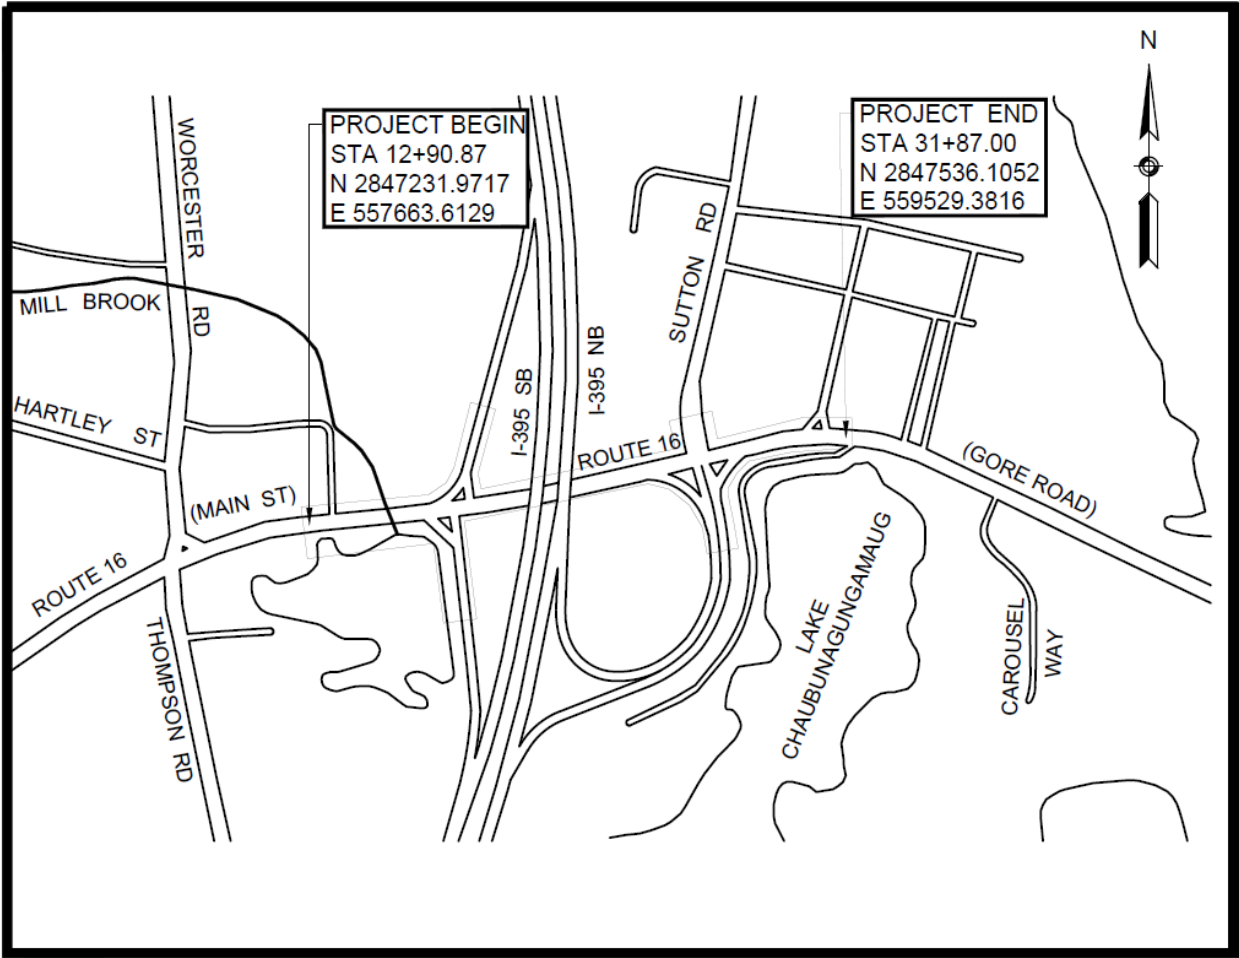 N
PROJECT BEGIN
STA 12+90.87
N 2847231.9717
E 557663.6129
PROJECT END
STA 31+87.00
N 2847536.1052
E 559529.3816
WORCESTER
RD
MILL BROOK
HARTLEY ST
SUTTON RD
I-395 SB
I-395 NB
ROUTE 16
(MAIN ST)
(GORE ROAD)
ROUTE 16
THOMPSON RD
LAKE
CHAUBUNAGUNGAMAUG
CAROUSEL
WAY